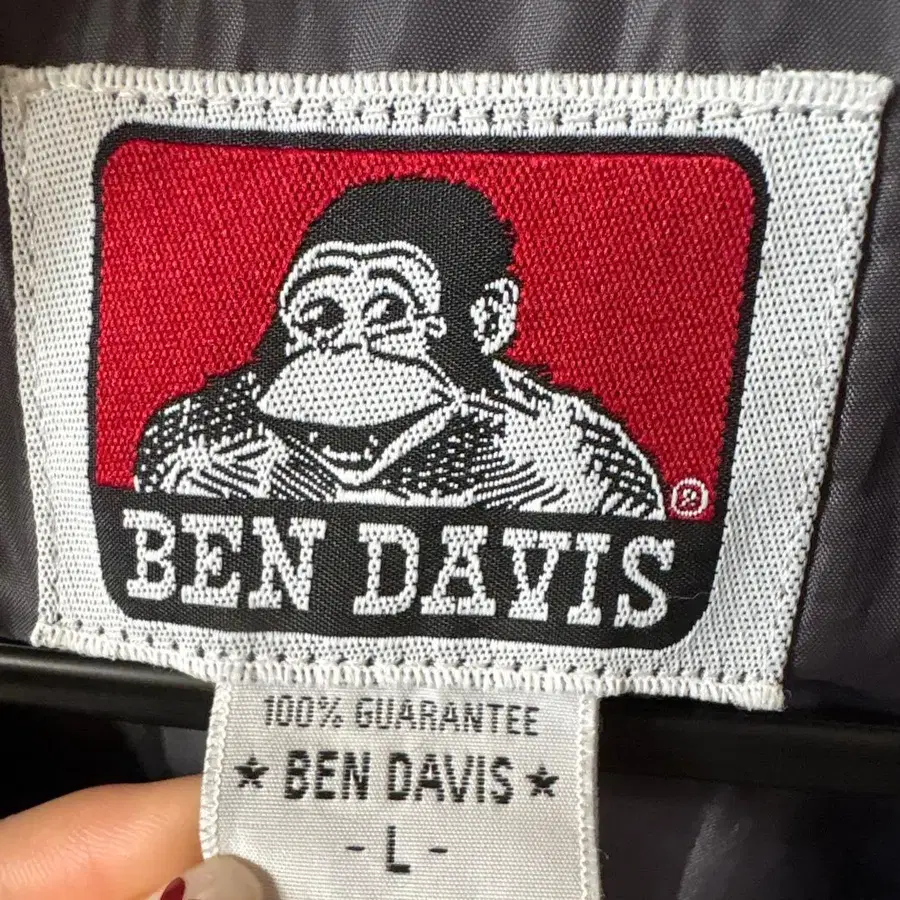 ®
BEN DAVIS
100% GUARANTEE
★ BEN DAVIS ★
- L -